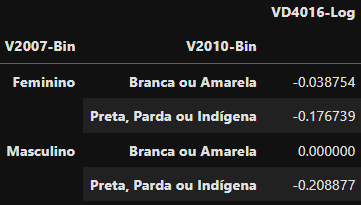 VD4016-Log
V2007-Bin V2010-Bin
Feminino Branca ou Amarela -0.038754
Preta, Parda ou Indígena -0.176739
Masculino Branca ou Amarela 0.000000
Preta, Parda ou Indígena -0.208877